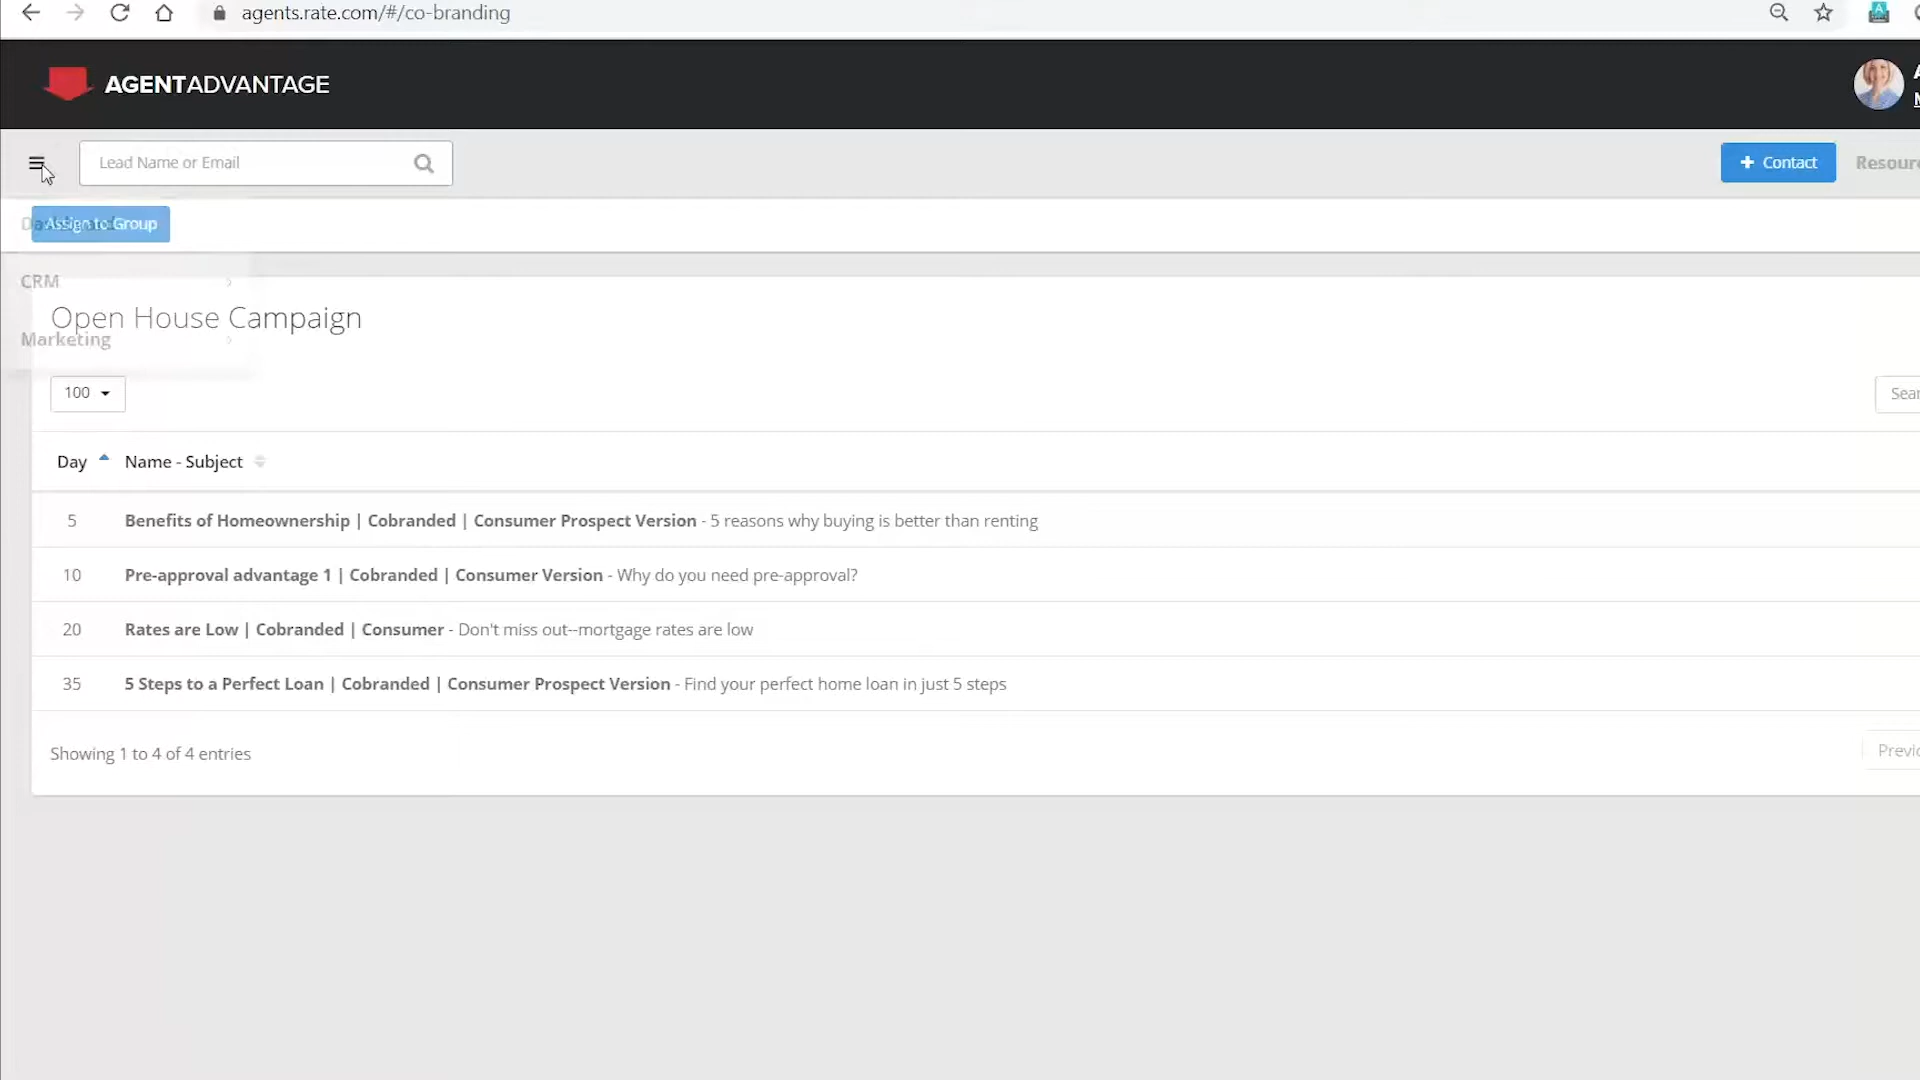 agents.rate.com/#/co-branding
AGENTADVANTAGE
Lead Name or Email
+ Contact
Assign to Group
CRM
Open House Campaign
Marketing
100
Day
Name - Subject
5
Benefits of Homeownership | Cobranded | Consumer Prospect Version - 5 reasons why buying is better than renting
10
Pre-approval advantage 1 | Cobranded | Consumer Version - Why do you need pre-approval?
20
Rates are Low | Cobranded | Consumer - Don't miss out--mortgage rates are low
35
5 Steps to a Perfect Loan | Cobranded | Consumer Prospect Version - Find your perfect home loan in just 5 steps
Showing 1 to 4 of 4 entries